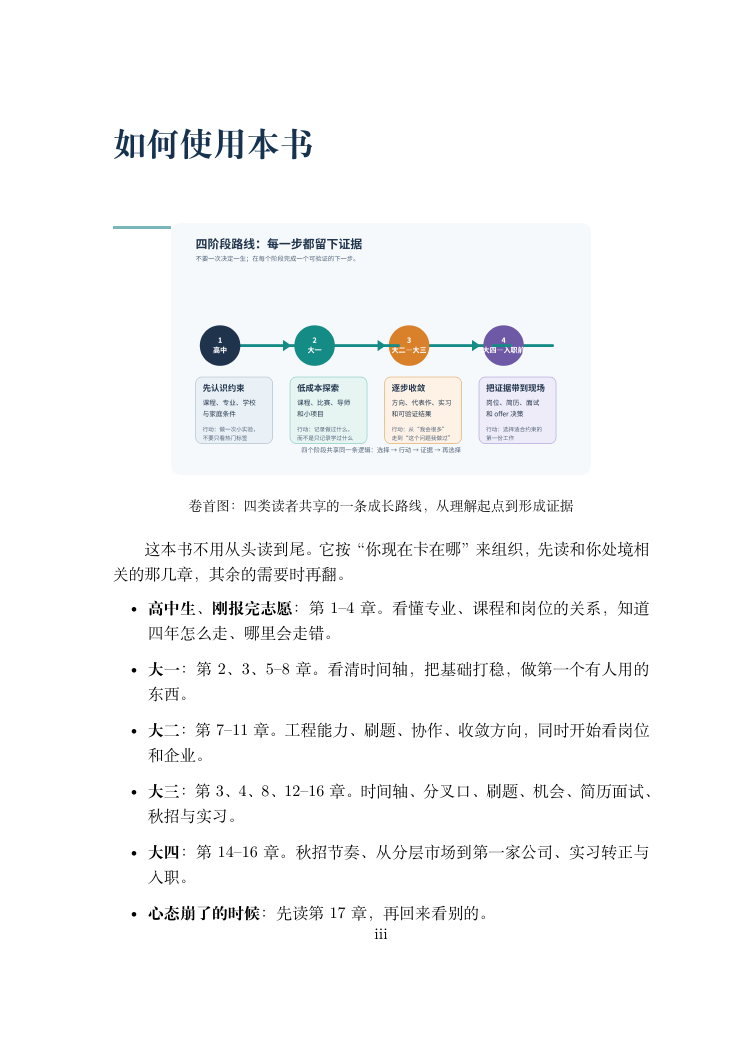 如何使用本书
四阶段路线：每一步都留下证据
不要一次决定一生；在每个阶段完成一个可验证的下一步。
1
高中
2
大一
3
大二—大三
4
大四—入职前
先认识约束
课程、专业、学校
与家庭条件
行动：做一次小实验，
不要只看热门标签
低成本探索
课程、比赛、导师
和小项目
行动：记录做过什么，
而不是只记录学过什么
逐步收敛
方向、代表作、实习
和可验证结果
行动：从“我会很多”
走到“这个问题我做过”
把证据带到现场
岗位、简历、面试
和 offer 决策
行动：选择适合约束的
第一份工作
四个阶段共享同一条逻辑：选择 → 行动 → 证据 → 再选择
卷首图：四类读者共享的一条成长路线，从理解起点到形成证据
这本书不用从头读到尾。它按“你现在卡在哪”来组织，先读和你处境相
关的那几章，其余的需要时再翻。
• 高中生、刚报完志愿：第 1–4 章。看懂专业、课程和岗位的关系，知道
四年怎么走、哪里会走错。
• 大一：第 2、3、5–8 章。看清时间轴，把基础打稳，做第一个有人用的
东西。
• 大二：第 7–11 章。工程能力、刷题、协作、收敛方向，同时开始看岗位
和企业。
• 大三：第 3、4、8、12–16 章。时间轴、分叉口、刷题、机会、简历面试、
秋招与实习。
• 大四：第 14–16 章。秋招节奏、从分层市场到第一家公司、实习转正与
入职。
• 心态崩了的时候：先读第 17 章，再回来看别的。
iii